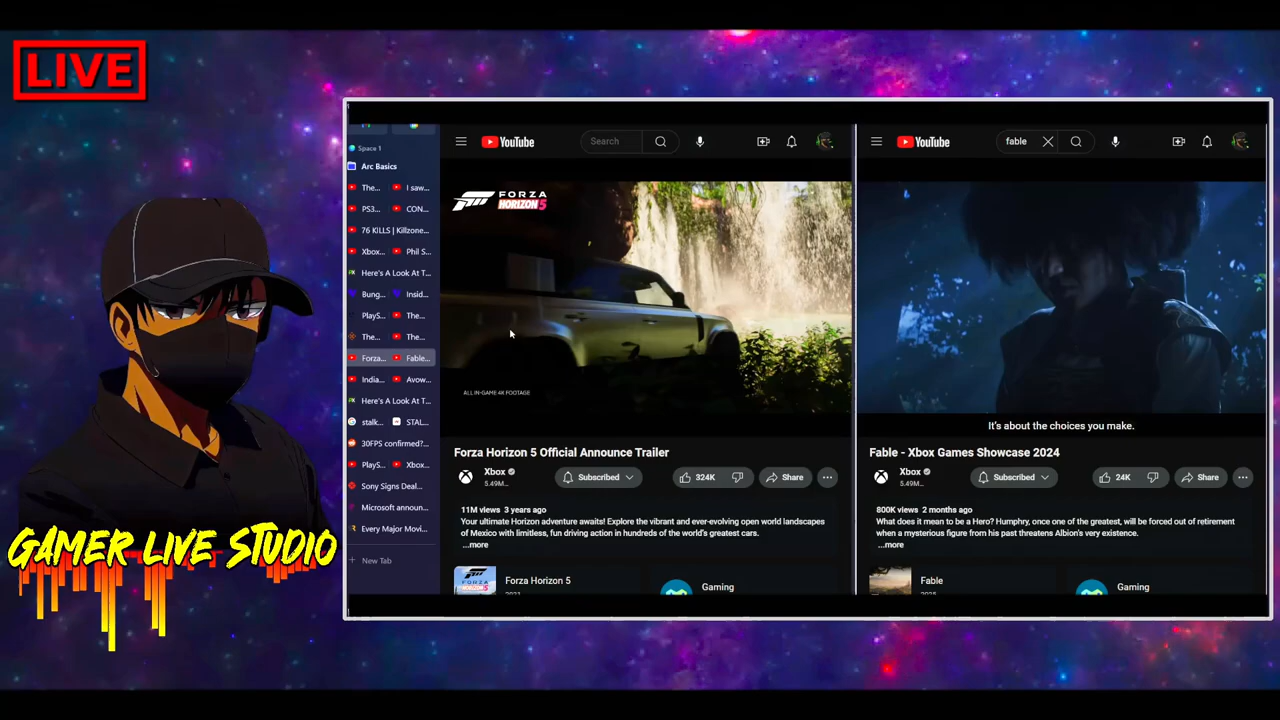 LIVE
GAMER LIVE STUDIO
Space 1
Arc Basics
The...
I saw...
PS3...
CON...
76 KILLS | Killzone...
Xbox...
Phil S...
Here's A Look At T...
Bung...
Insid...
PlayS...
The...
The...
The...
Forza...
Fable...
India...
Avow...
Here's A Look At T...
stalk...
STAL...
30FPS confirmed?...
PlayS...
Xbox...
Sony Signs Deal...
Microsoft announ...
Every Major Movi...
New Tab
YouTube
Search
FORZA
HORIZON 5
ALL IN-GAME 4K FOOTAGE
Forza Horizon 5 Official Announce Trailer
Xbox
5.49M...
Subscribed
324K
Share
11M views 3 years ago
Your ultimate Horizon adventure awaits! Explore the vibrant and ever-evolving open world landscapes
of Mexico with limitless, fun driving action in hundreds of the world's greatest cars.
...more
Forza Horizon 5
Gaming
YouTube
fable
It's about the choices you make.
Fable - Xbox Games Showcase 2024
Xbox
5.49M...
Subscribed
24K
Share
800K views 2 months ago
What does it mean to be a Hero? Humphry, once one of the greatest, will be forced out of retirement
when a mysterious figure from his past threatens Albion's very existence.
...more
Fable
Gaming